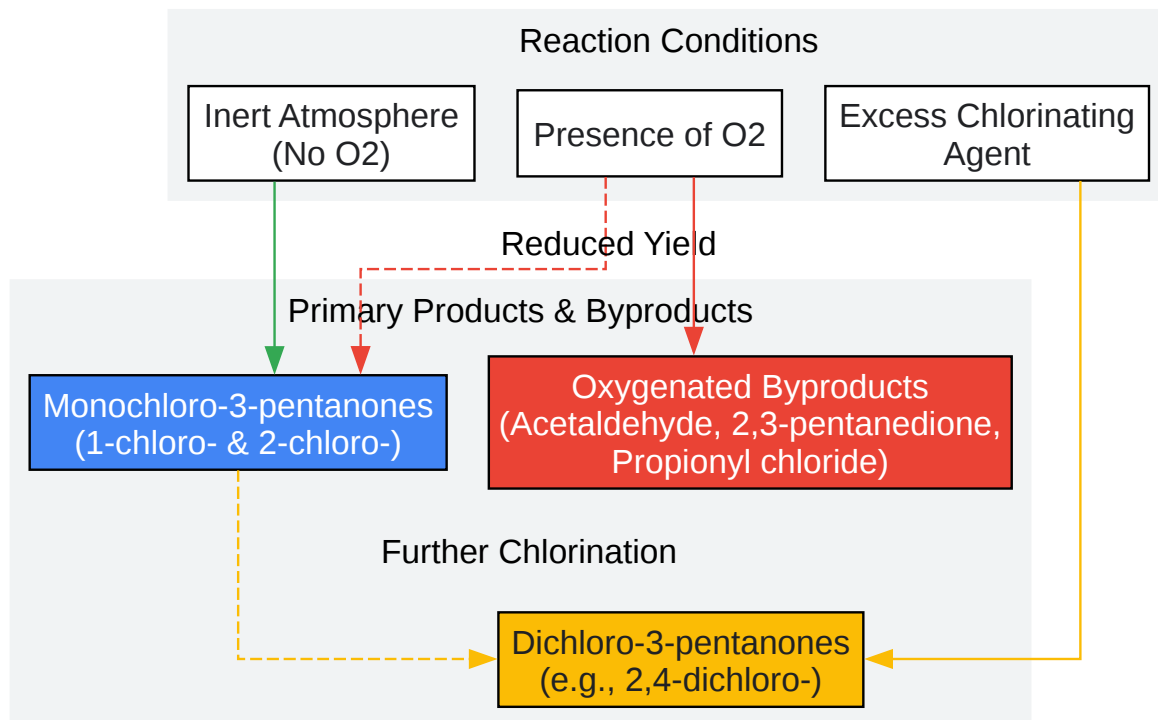 Reaction Conditions
Inert Atmosphere
(No O2)
Presence of O2
Excess Chlorinating
Agent
Reduced Yield
Primary Products & Byproducts
Monochloro-3-pentanones
(1-chloro- & 2-chloro-)
Oxygenated Byproducts
(Acetaldehyde, 2,3-pentanedione,
Propionyl chloride)
Further Chlorination
Dichloro-3-pentanones
(e.g., 2,4-dichloro-)